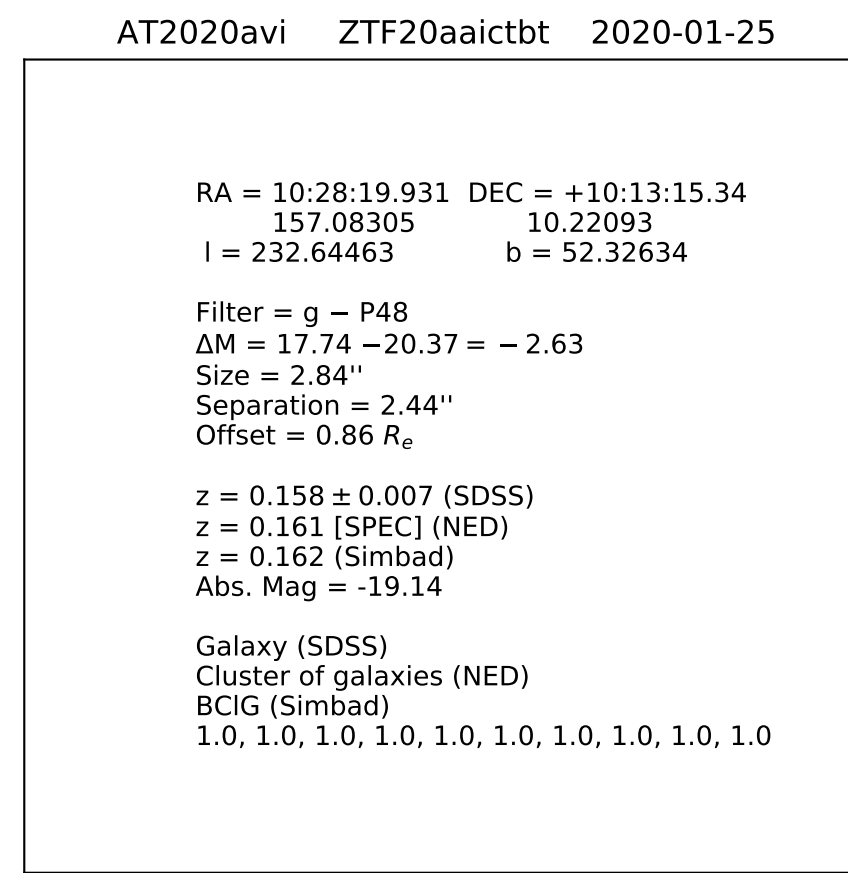 AT2020avi ZTF20aaictbt 2020-01-25
RA = 10:28:19.931 DEC = +10:13:15.34
157.08305 10.22093
l = 232.64463 b = 52.32634
Filter = g − P48
ΔM = 17.74 −20.37 = − 2.63
Size = 2.84''
Separation = 2.44''
Offset = 0.86 Re
z = 0.158 ± 0.007 (SDSS)
z = 0.161 [SPEC] (NED)
z = 0.162 (Simbad)
Abs. Mag = -19.14
Galaxy (SDSS)
Cluster of galaxies (NED)
BClG (Simbad)
1.0, 1.0, 1.0, 1.0, 1.0, 1.0, 1.0, 1.0, 1.0, 1.0